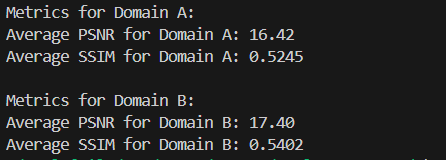 Metrics for Domain A:
Average PSNR for Domain A: 16.42
Average SSIM for Domain A: 0.5245
Metrics for Domain B:
Average PSNR for Domain B: 17.40
Average SSIM for Domain B: 0.5402